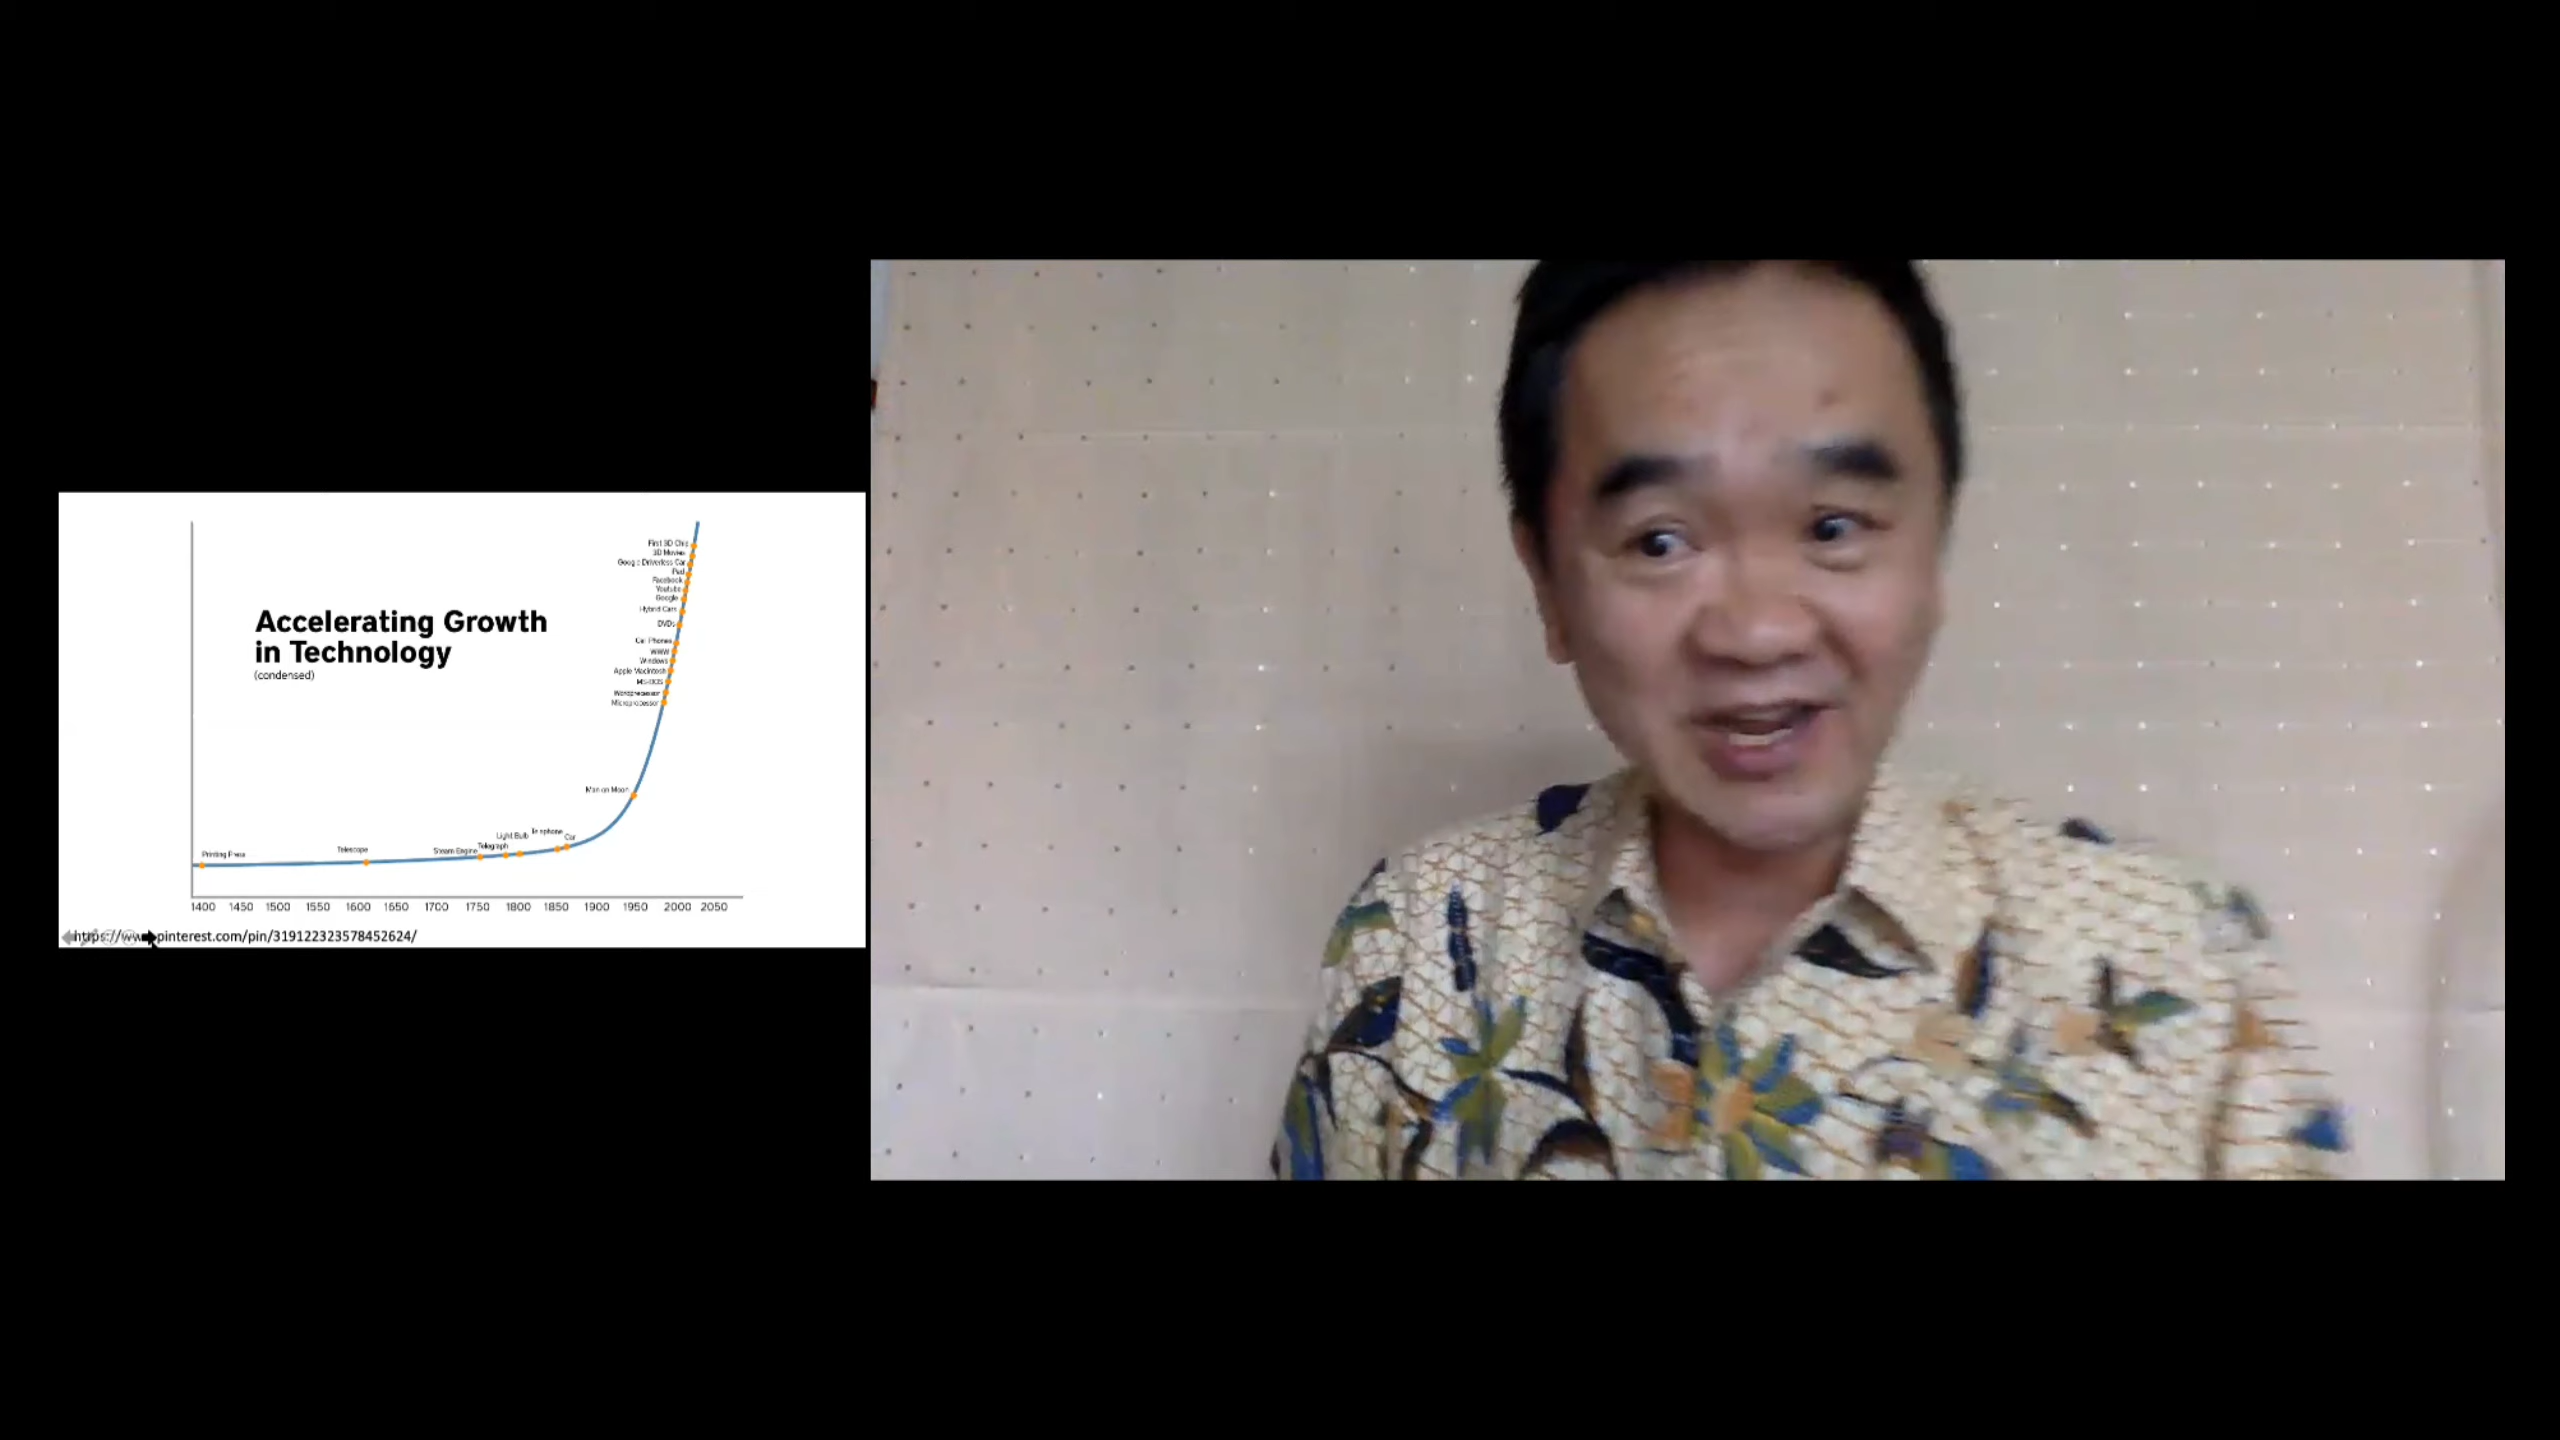 First 3D Chip
3D Movies
Google Driverless Car
iPad
Facebook
Youtube
Google
Hybrid Cars
DVDs
Accelerating Growth
in Technology
(condensed)
Cell Phones
WWW
Windows
Apple Macintosh
MS-DOS
Wordprocessor
Microprocessor
Man on Moon
Light Bulb Telephone Car
Printing Press Telescope Steam Engine Telegraph
1400 1450 1500 1550 1600 1650 1700 1750 1800 1850 1900 1950 2000 2050
https://www.pinterest.com/pin/319122323578452624/